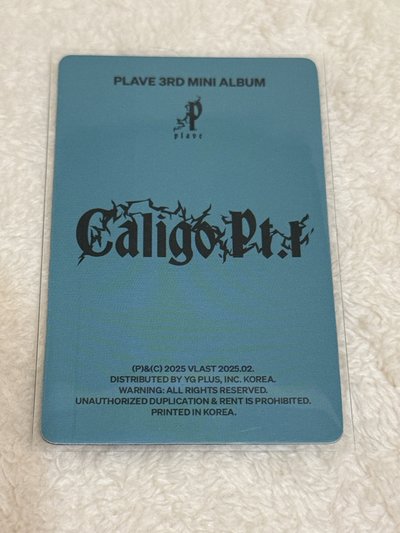 PLAVE 3RD MINI ALBUM
P
plave
Caligo Pt.1
(P)&(C) 2025 VLAST 2025.02.
DISTRIBUTED BY YG PLUS, INC. KOREA.
WARNING: ALL RIGHTS RESERVED.
UNAUTHORIZED DUPLICATION & RENT IS PROHIBITED.
PRINTED IN KOREA.